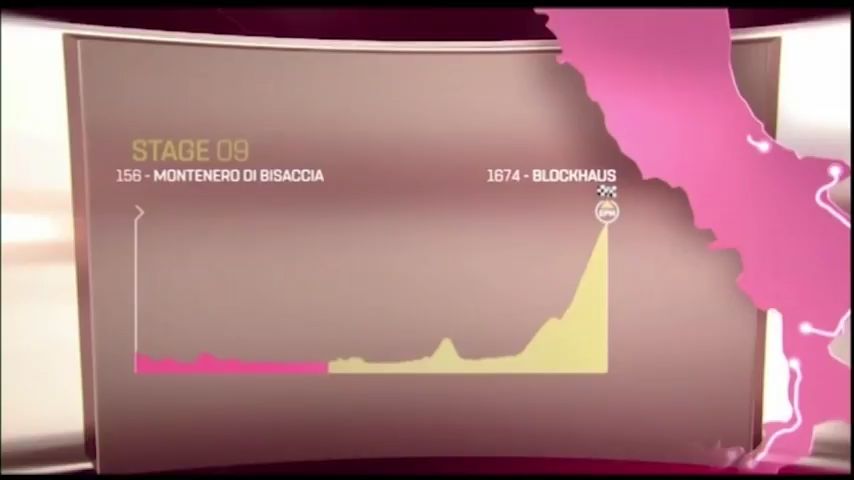 STAGE 09
156 - MONTENERO DI BISACCIA
1674 - BLOCKHAUS
GPM